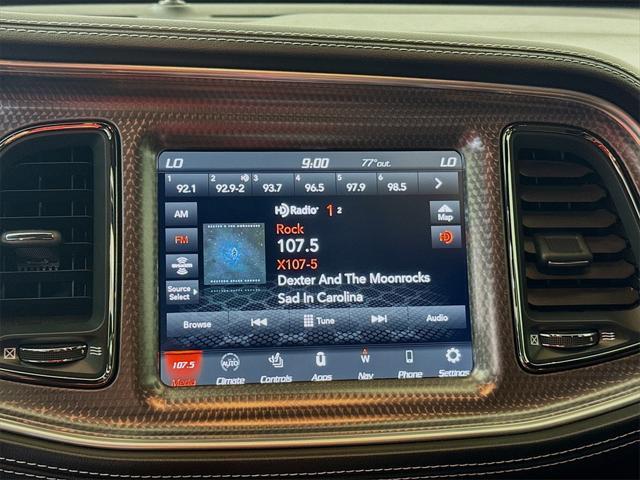 LO 9:00 77°out. LO
1 2 HD 3 4 5 6
92.1 92.9-2 93.7 96.5 97.9 98.5
AM
HD Radio 1 2
Map
Rock
FM
107.5
X107-5
Dexter And The Moonrocks
Source
Select
Sad In Carolina
Browse Tune Audio
107.5 AUTO W
Media Climate Controls Apps Nav Phone Settings